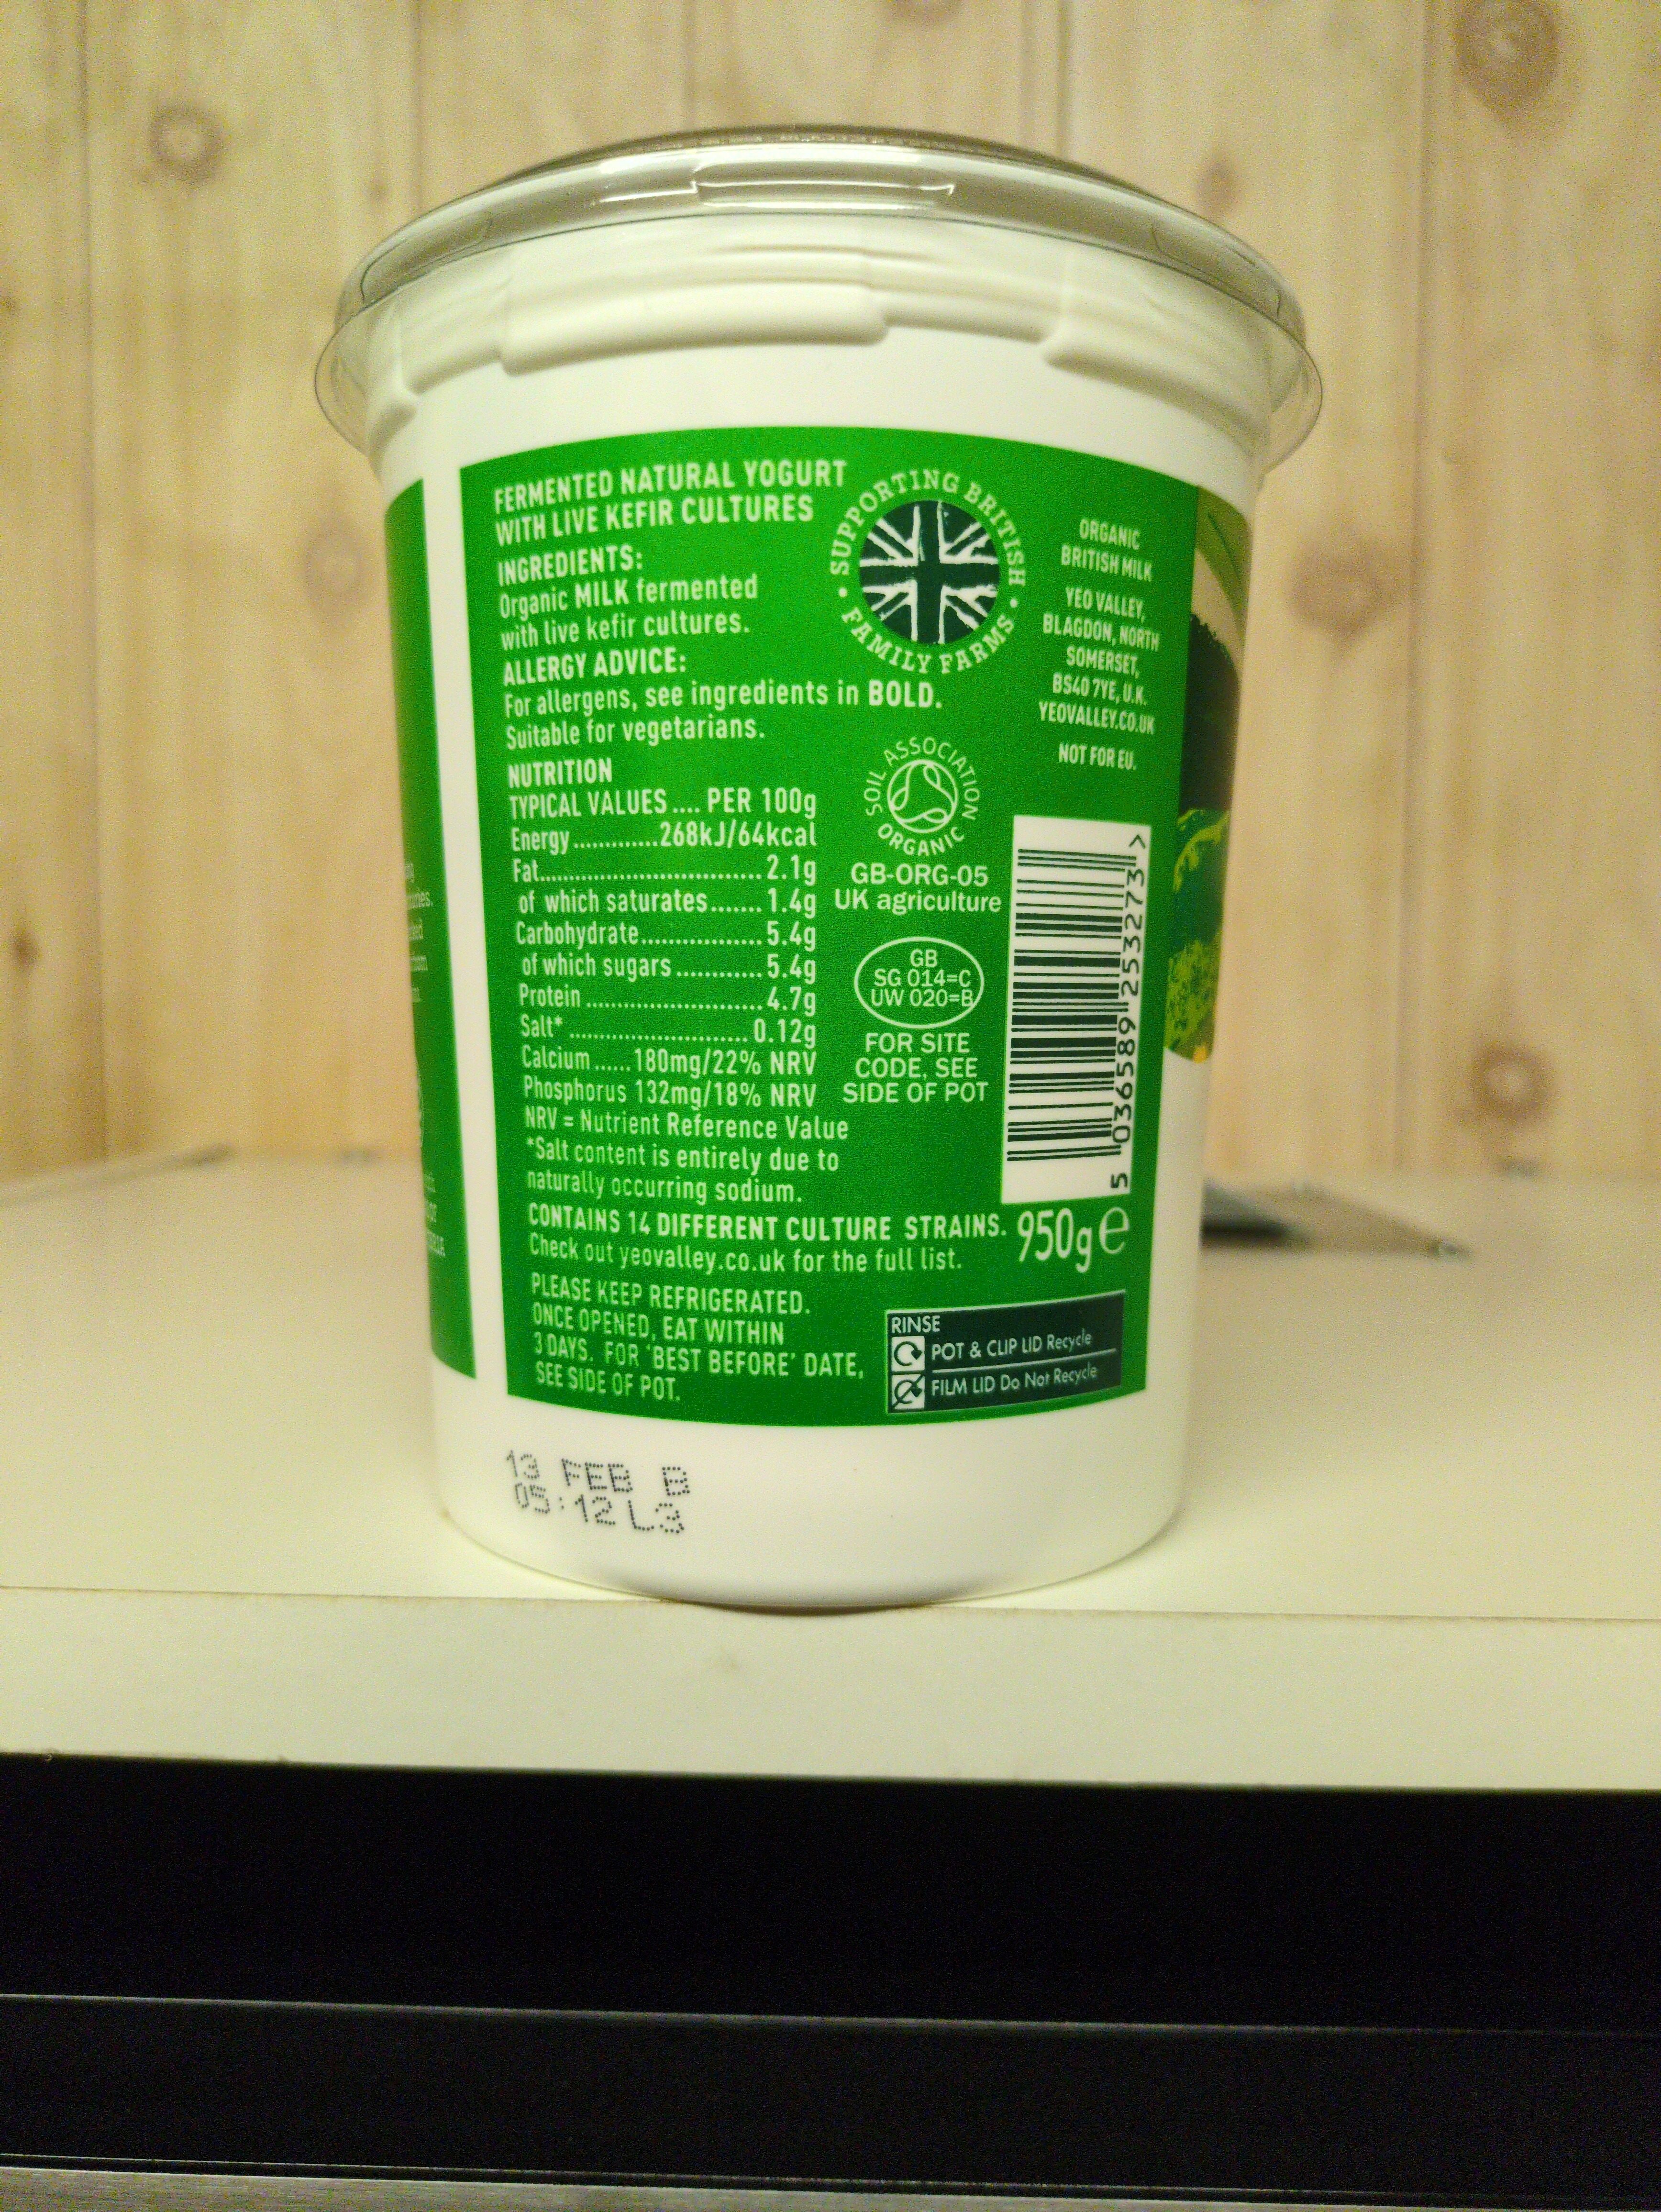 FERMENTED NATURAL YOGURT
WITH LIVE KEFIR CULTURES
INGREDIENTS:
Organic MILK fermented
with live kefir cultures.
ALLERGY ADVICE:
For allergens, see ingredients in BOLD.
Suitable for vegetarians.
NUTRITION
TYPICAL VALUES .... PER 100g
Energy ............. 268kJ/64kcal
Fat................................. 2.1g
of which saturates....... 1.4g
Carbohydrate.................. 5.4g
of which sugars ............. 5.4g
Protein .......................... 4.7g
Salt* ........................... 0.12g
Calcium ...... 180mg/22% NRV
Phosphorus 132mg/18% NRV
NRV = Nutrient Reference Value
*Salt content is entirely due to
naturally occurring sodium.
CONTAINS 14 DIFFERENT CULTURE STRAINS.
Check out yeovalley.co.uk for the full list.
PLEASE KEEP REFRIGERATED.
ONCE OPENED, EAT WITHIN
3 DAYS. FOR 'BEST BEFORE' DATE,
SEE SIDE OF POT.
SUPPORTING BRITISH
• FAMILY FARMS •
SOIL ASSOCIATION
ORGANIC
GB-ORG-05
UK agriculture
GB
SG 014=C
UW 020=B
FOR SITE
CODE, SEE
SIDE OF POT
ORGANIC
BRITISH MILK
YEO VALLEY,
BLAGDON, NORTH
SOMERSET,
BS40 7YE, U.K.
YEOVALLEY.CO.UK
NOT FOR EU.
5 036589 253273 >
950g e
RINSE
POT & CLIP LID Recycle
FILM LID Do Not Recycle
13 FEB B
05:12 L3